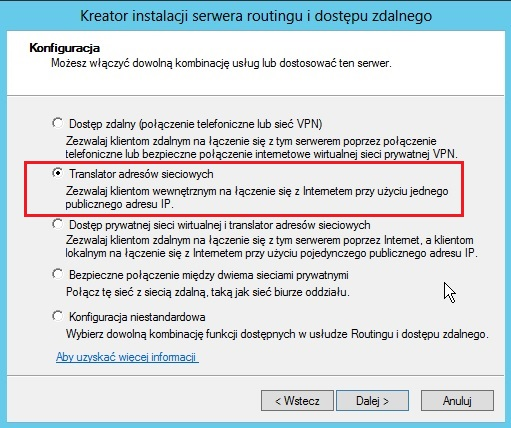 Kreator instalacji serwera routingu i dostępu zdalnego
Konfiguracja
Możesz włączyć dowolną kombinację usług lub dostosować ten serwer.
Dostęp zdalny (połączenie telefoniczne lub sieć VPN)
Zezwalaj klientom zdalnym na łączenie się z tym serwerem poprzez połączenie
telefoniczne lub bezpieczne połączenie internetowe wirtualnej sieci prywatnej VPN.
Translator adresów sieciowych
Zezwalaj klientom wewnętrznym na łączenie się z Internetem przy użyciu jednego
publicznego adresu IP.
Dostęp prywatnej sieci wirtualnej i translator adresów sieciowych
Zezwalaj klientom zdalnym na łączenie się z tym serwerem poprzez Internet, a klientom
lokalnym na łączenie się z Internetem przy użyciu pojedynczego publicznego adresu IP.
Bezpieczne połączenie między dwiema sieciami prywatnymi
Połącz tę sieć z siecią zdalną, taką jak sieć biurze oddziału.
Konfiguracja niestandardowa
Wybierz dowolną kombinację funkcji dostępnych w usłudze Routingu i dostępu zdalnego.
Aby uzyskać więcej informacji
< Wstecz
Dalej >
Anuluj